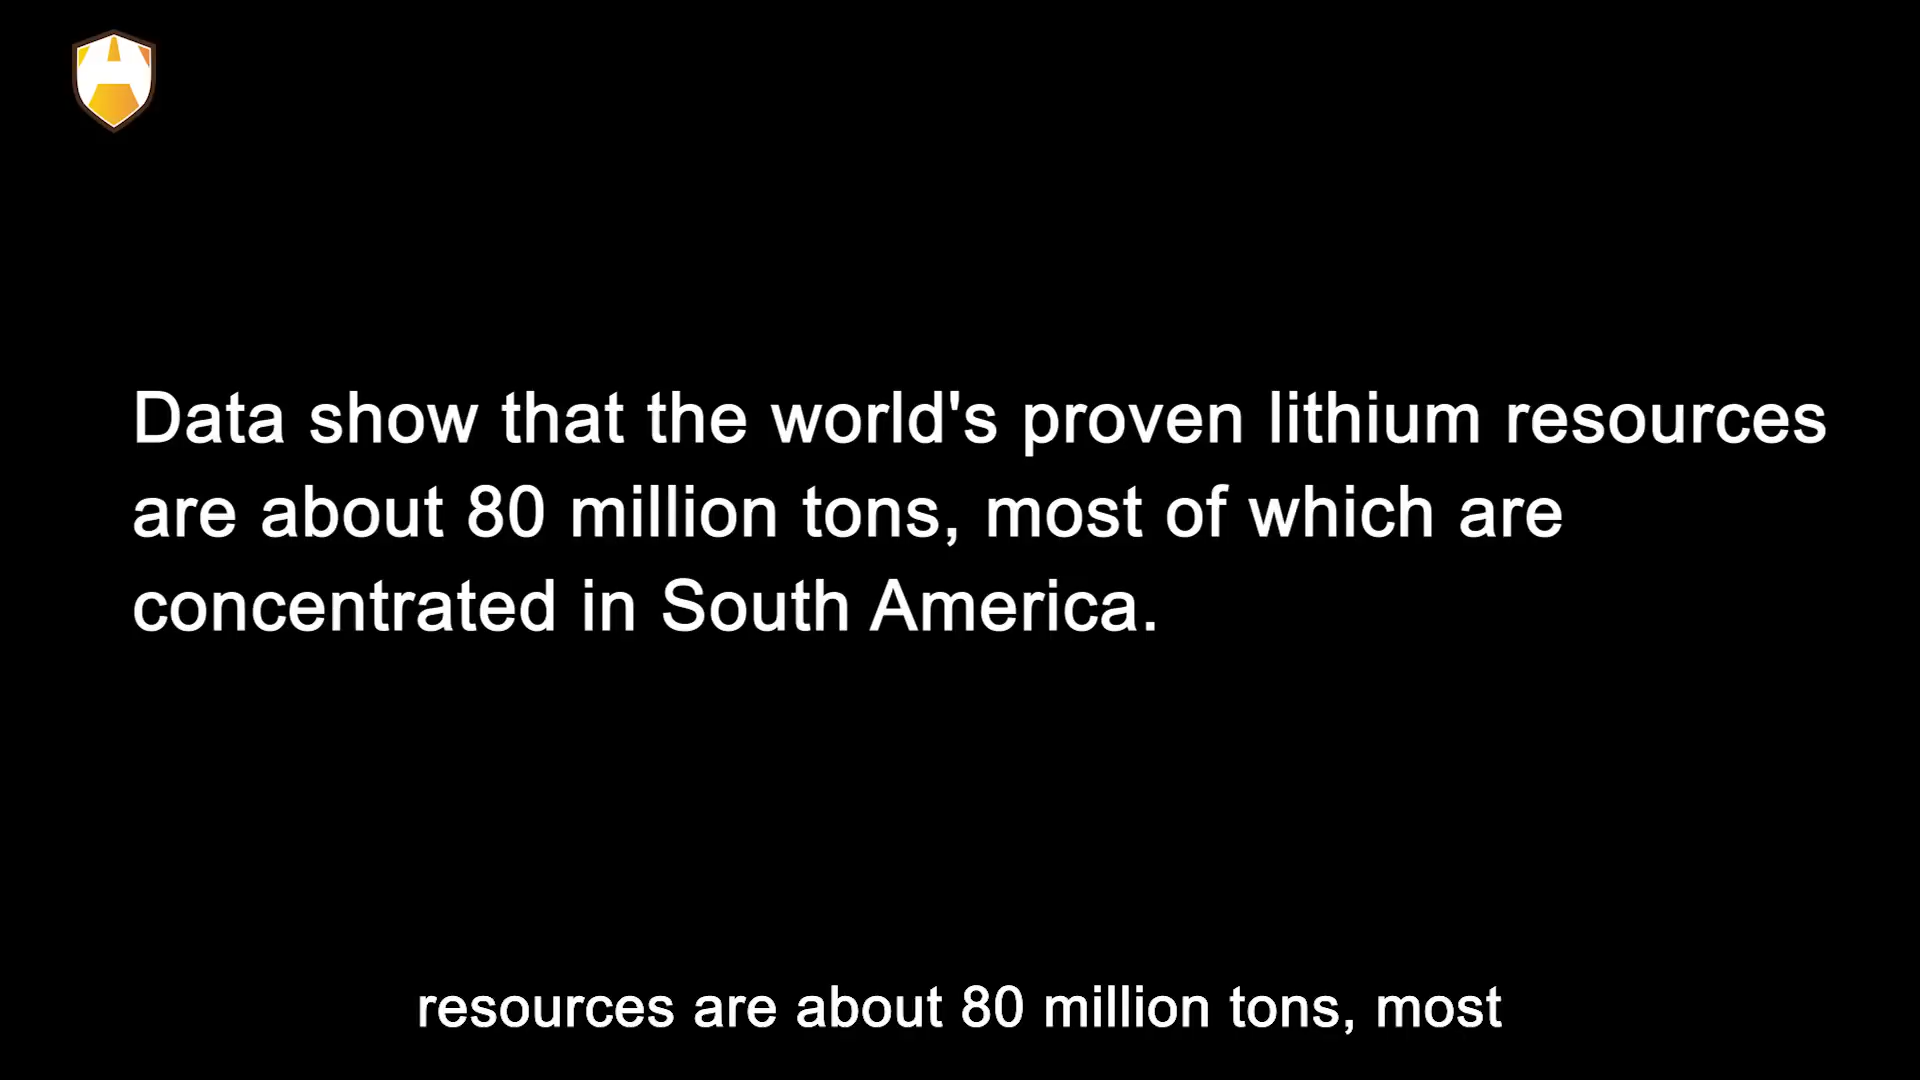 Data show that the world's proven lithium resources
are about 80 million tons, most of which are
concentrated in South America.
resources are about 80 million tons, most